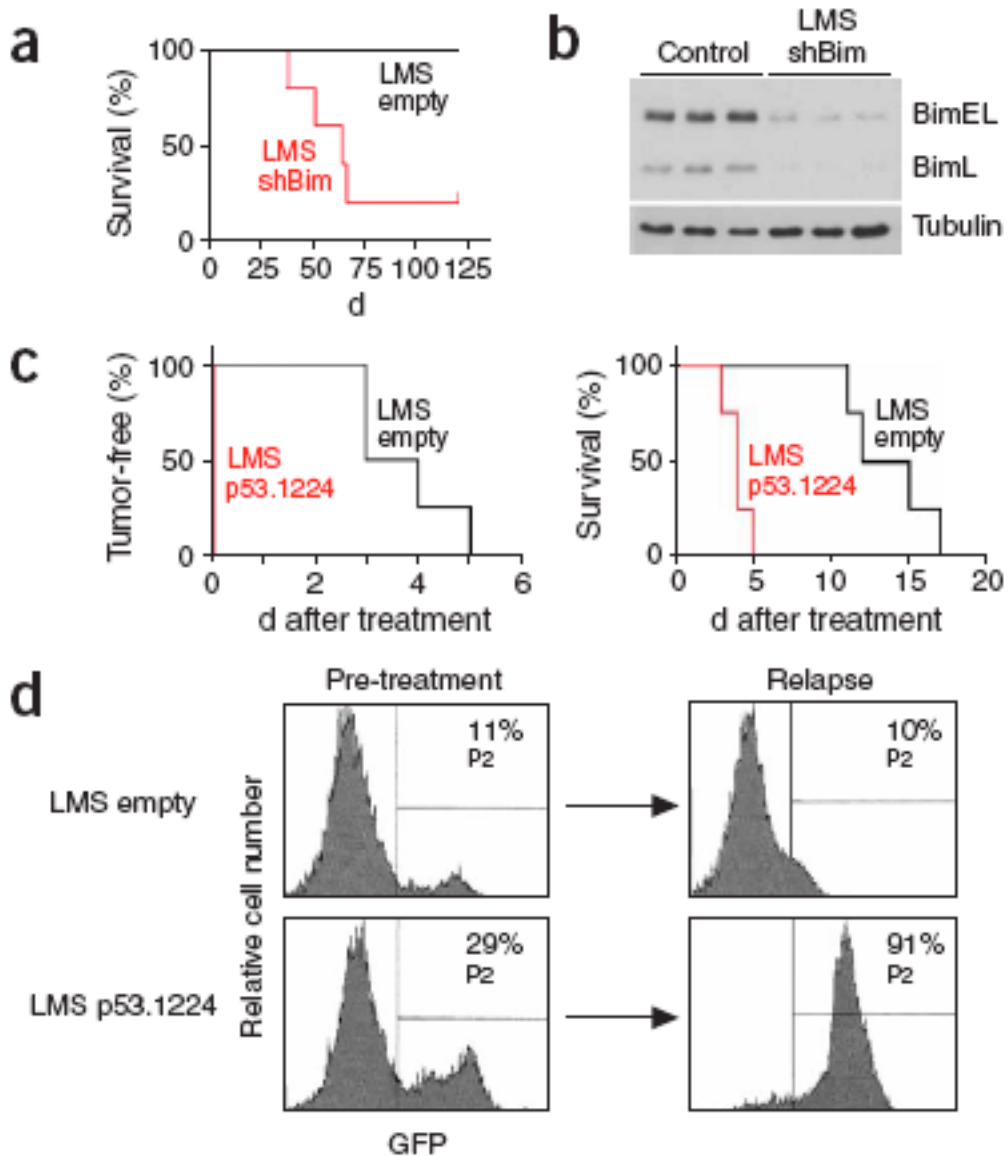 a
Survival (%)
100
50
0
0 25 50 75 100 125
d
LMS
empty
LMS
shBim
b
Control
LMS
shBim
BimEL
BimL
Tubulin
c
Tumor-free (%)
100
50
0
0 2 4 6
d after treatment
LMS
p53.1224
LMS
empty
Survival (%)
100
50
0
0 5 10 15 20
d after treatment
LMS
p53.1224
LMS
empty
d
Pre-treatment
Relapse
LMS empty
11%
P2
10%
P2
LMS p53.1224
29%
P2
91%
P2
Relative cell number
GFP